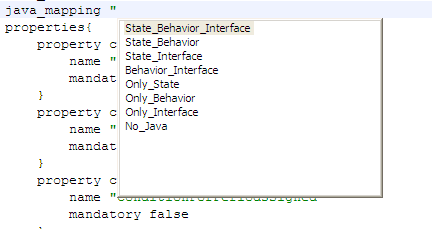 java_mapping "
State_Behavior_Interface
properties{
State_Behavior
property c
State_Interface
name "
Behavior_Interface
mandat
Only_State
}
Only_Behavior
property c
Only_Interface
name "
No_Java
mandat
}
property c
name "
mandatory false